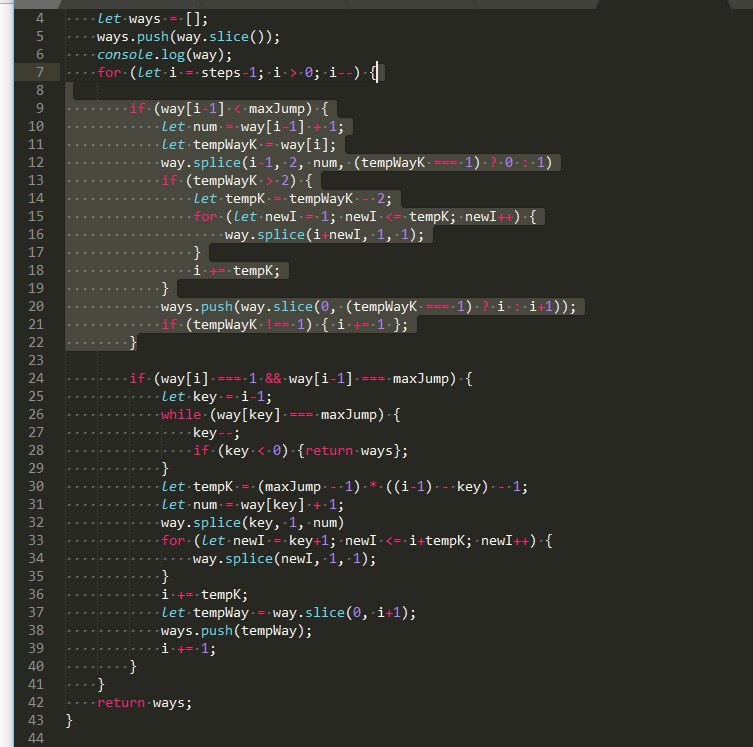 4 let ways = [];
5 ways.push(way.slice());
6 console.log(way);
7 for (let i = steps-1; i > 0; i--) {
8
9 if (way[i-1] < maxJump) {
10 let num = way[i-1] + 1;
11 let tempWayK = way[i];
12 way.splice(i-1, 2, num, (tempWayK === 1) ? 0 : 1)
13 if (tempWayK > 2) {
14 let tempK = tempWayK - 2;
15 for (let newI = 1; newI <= tempK; newI++) {
16 way.splice(i+newI, 1, 1);
17 }
18 i += tempK;
19 }
20 ways.push(way.slice(0, (tempWayK === 1) ? i : i+1));
21 if (tempWayK !== 1) { i += 1 };
22 }
23
24 if (way[i] === 1 && way[i-1] === maxJump) {
25 let key = i-1;
26 while (way[key] === maxJump) {
27 key--;
28 if (key < 0) {return ways};
29 }
30 let tempK = (maxJump - 1) * ((i-1) - key) - 1;
31 let num = way[key] + 1;
32 way.splice(key, 1, num)
33 for (let newI = key+1; newI <= i+tempK; newI++) {
34 way.splice(newI, 1, 1);
35 }
36 i += tempK;
37 let tempWay = way.slice(0, i+1);
38 ways.push(tempWay);
39 i += 1;
40 }
41 }
42 return ways;
43 }
44